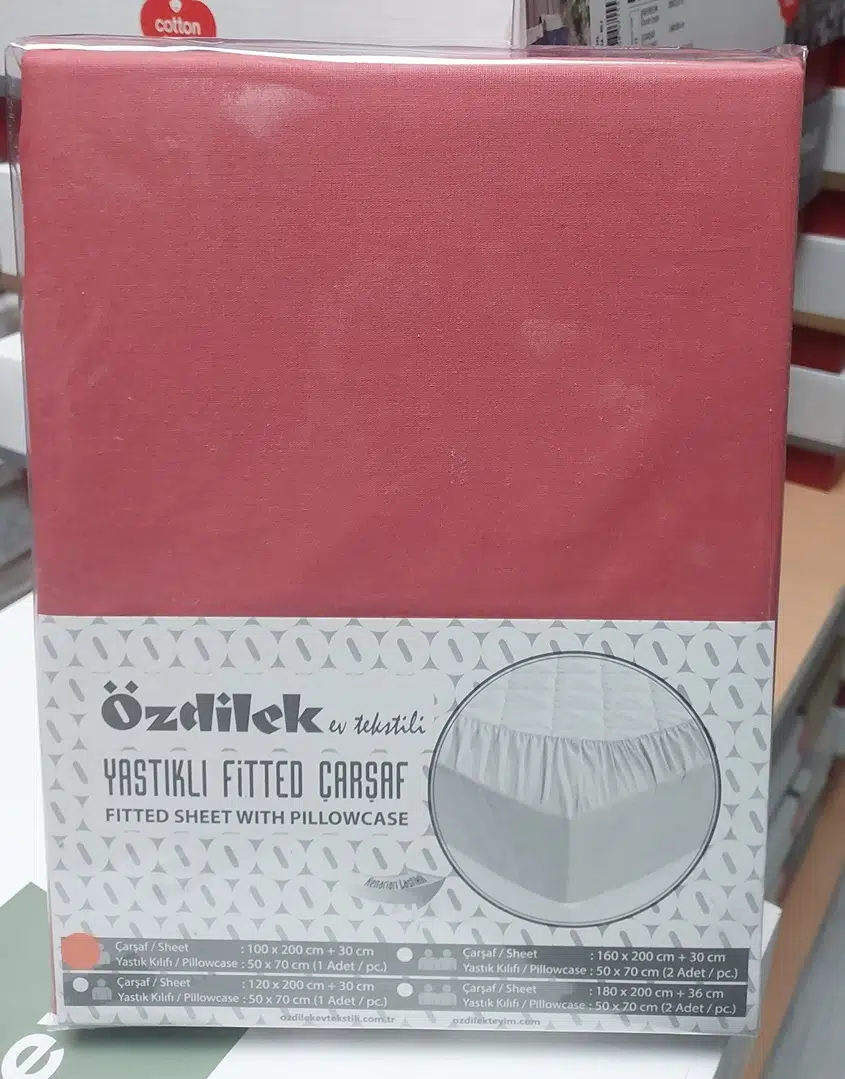 cotton
Özdilek ev tekstili
YASTIKLI FiTTED ÇARŞAF
FITTED SHEET WITH PILLOWCASE
Kenarları Lastikli
Çarşaf / Sheet : 100 x 200 cm + 30 cm
Yastık Kılıfı / Pillowcase : 50 x 70 cm (1 Adet / pc.)
Çarşaf / Sheet : 120 x 200 cm + 30 cm
Yastık Kılıfı / Pillowcase : 50 x 70 cm (1 Adet / pc.)
Çarşaf / Sheet : 160 x 200 cm + 30 cm
Yastık Kılıfı / Pillowcase : 50 x 70 cm (2 Adet / pc.)
Çarşaf / Sheet : 180 x 200 cm + 36 cm
Yastık Kılıfı / Pillowcase : 50 x 70 cm (2 Adet / pc.)
ozdilekevtekstili.com.tr ozdilekteyim.com
é